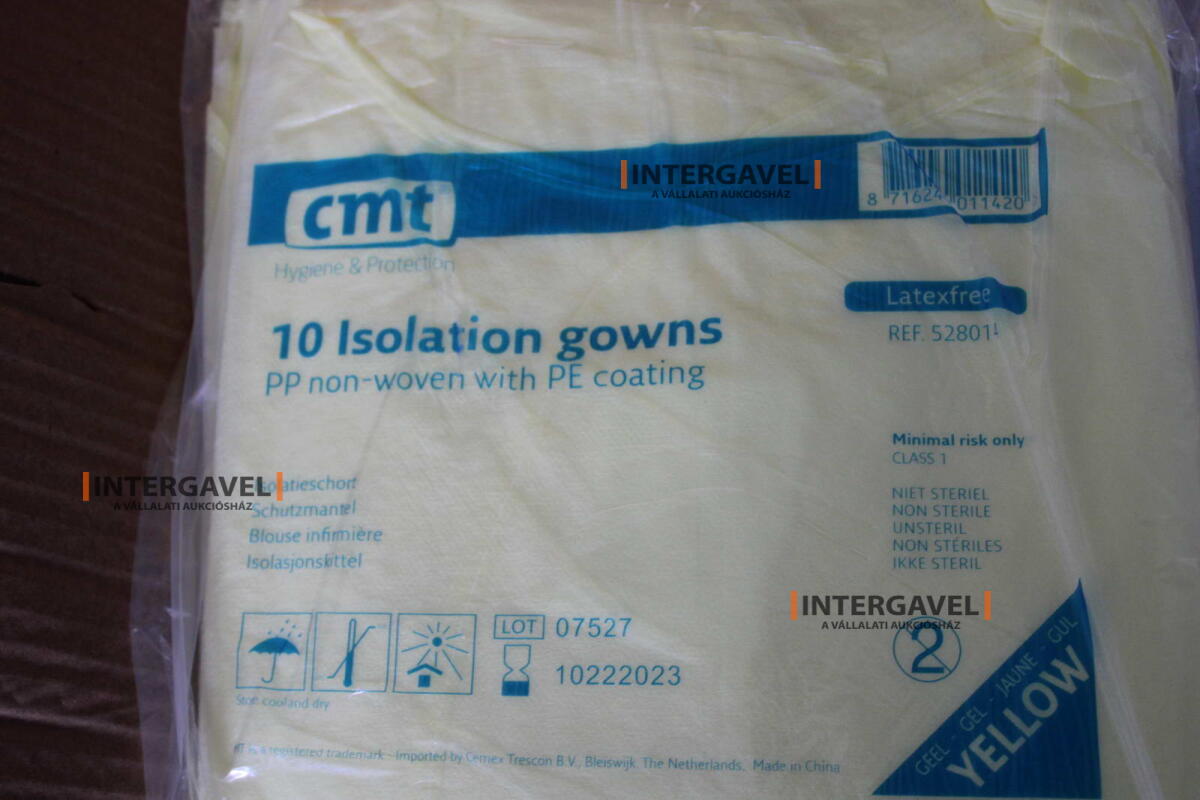 INTERGAVEL
A VÁLLALATI AUKCIÓSHÁZ
cmt
8 716240 011420
Hygiene & Protection
Latexfree
REF. 52801
10 Isolation gowns
PP non-woven with PE coating
Minimal risk only
CLASS 1
INTERGAVEL
A VÁLLALATI AUKCIÓSHÁZ
Isolatieschort
Schutzmantel
Blouse infirmière
Isolasjonskittel
NIET STERIEL
NON STERILE
UNSTERIL
NON STÉRILES
IKKE STERIL
INTERGAVEL
A VÁLLALATI AUKCIÓSHÁZ
LOT 07527
10222023
2
Store cool and dry
GEEL - GEL - JAUNE - GUL
YELLOW
is a registered trademark - Imported by Cemex Trescon B.V., Bleiswijk, The Netherlands. Made in China